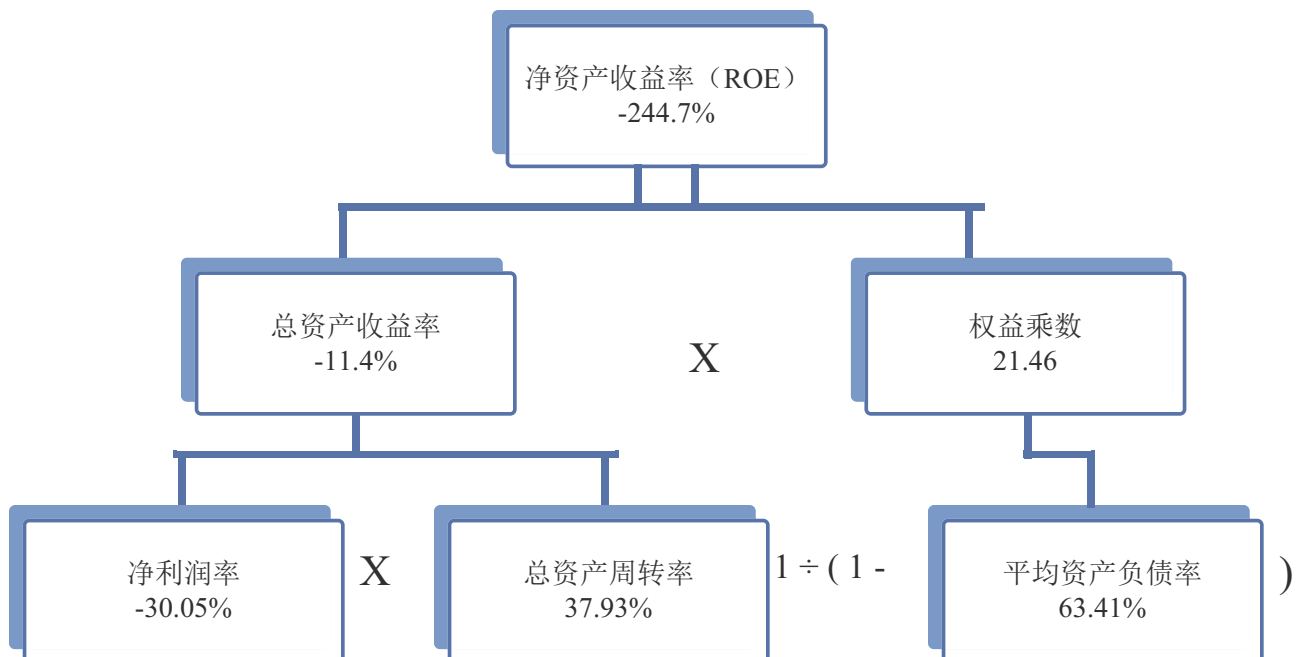 净资产收益率（ROE）
-244.7%
总资产收益率
-11.4%
X
权益乘数
21.46
净利润率
-30.05%
X
总资产周转率
37.93%
1 ÷ ( 1 -
平均资产负债率
63.41%
)